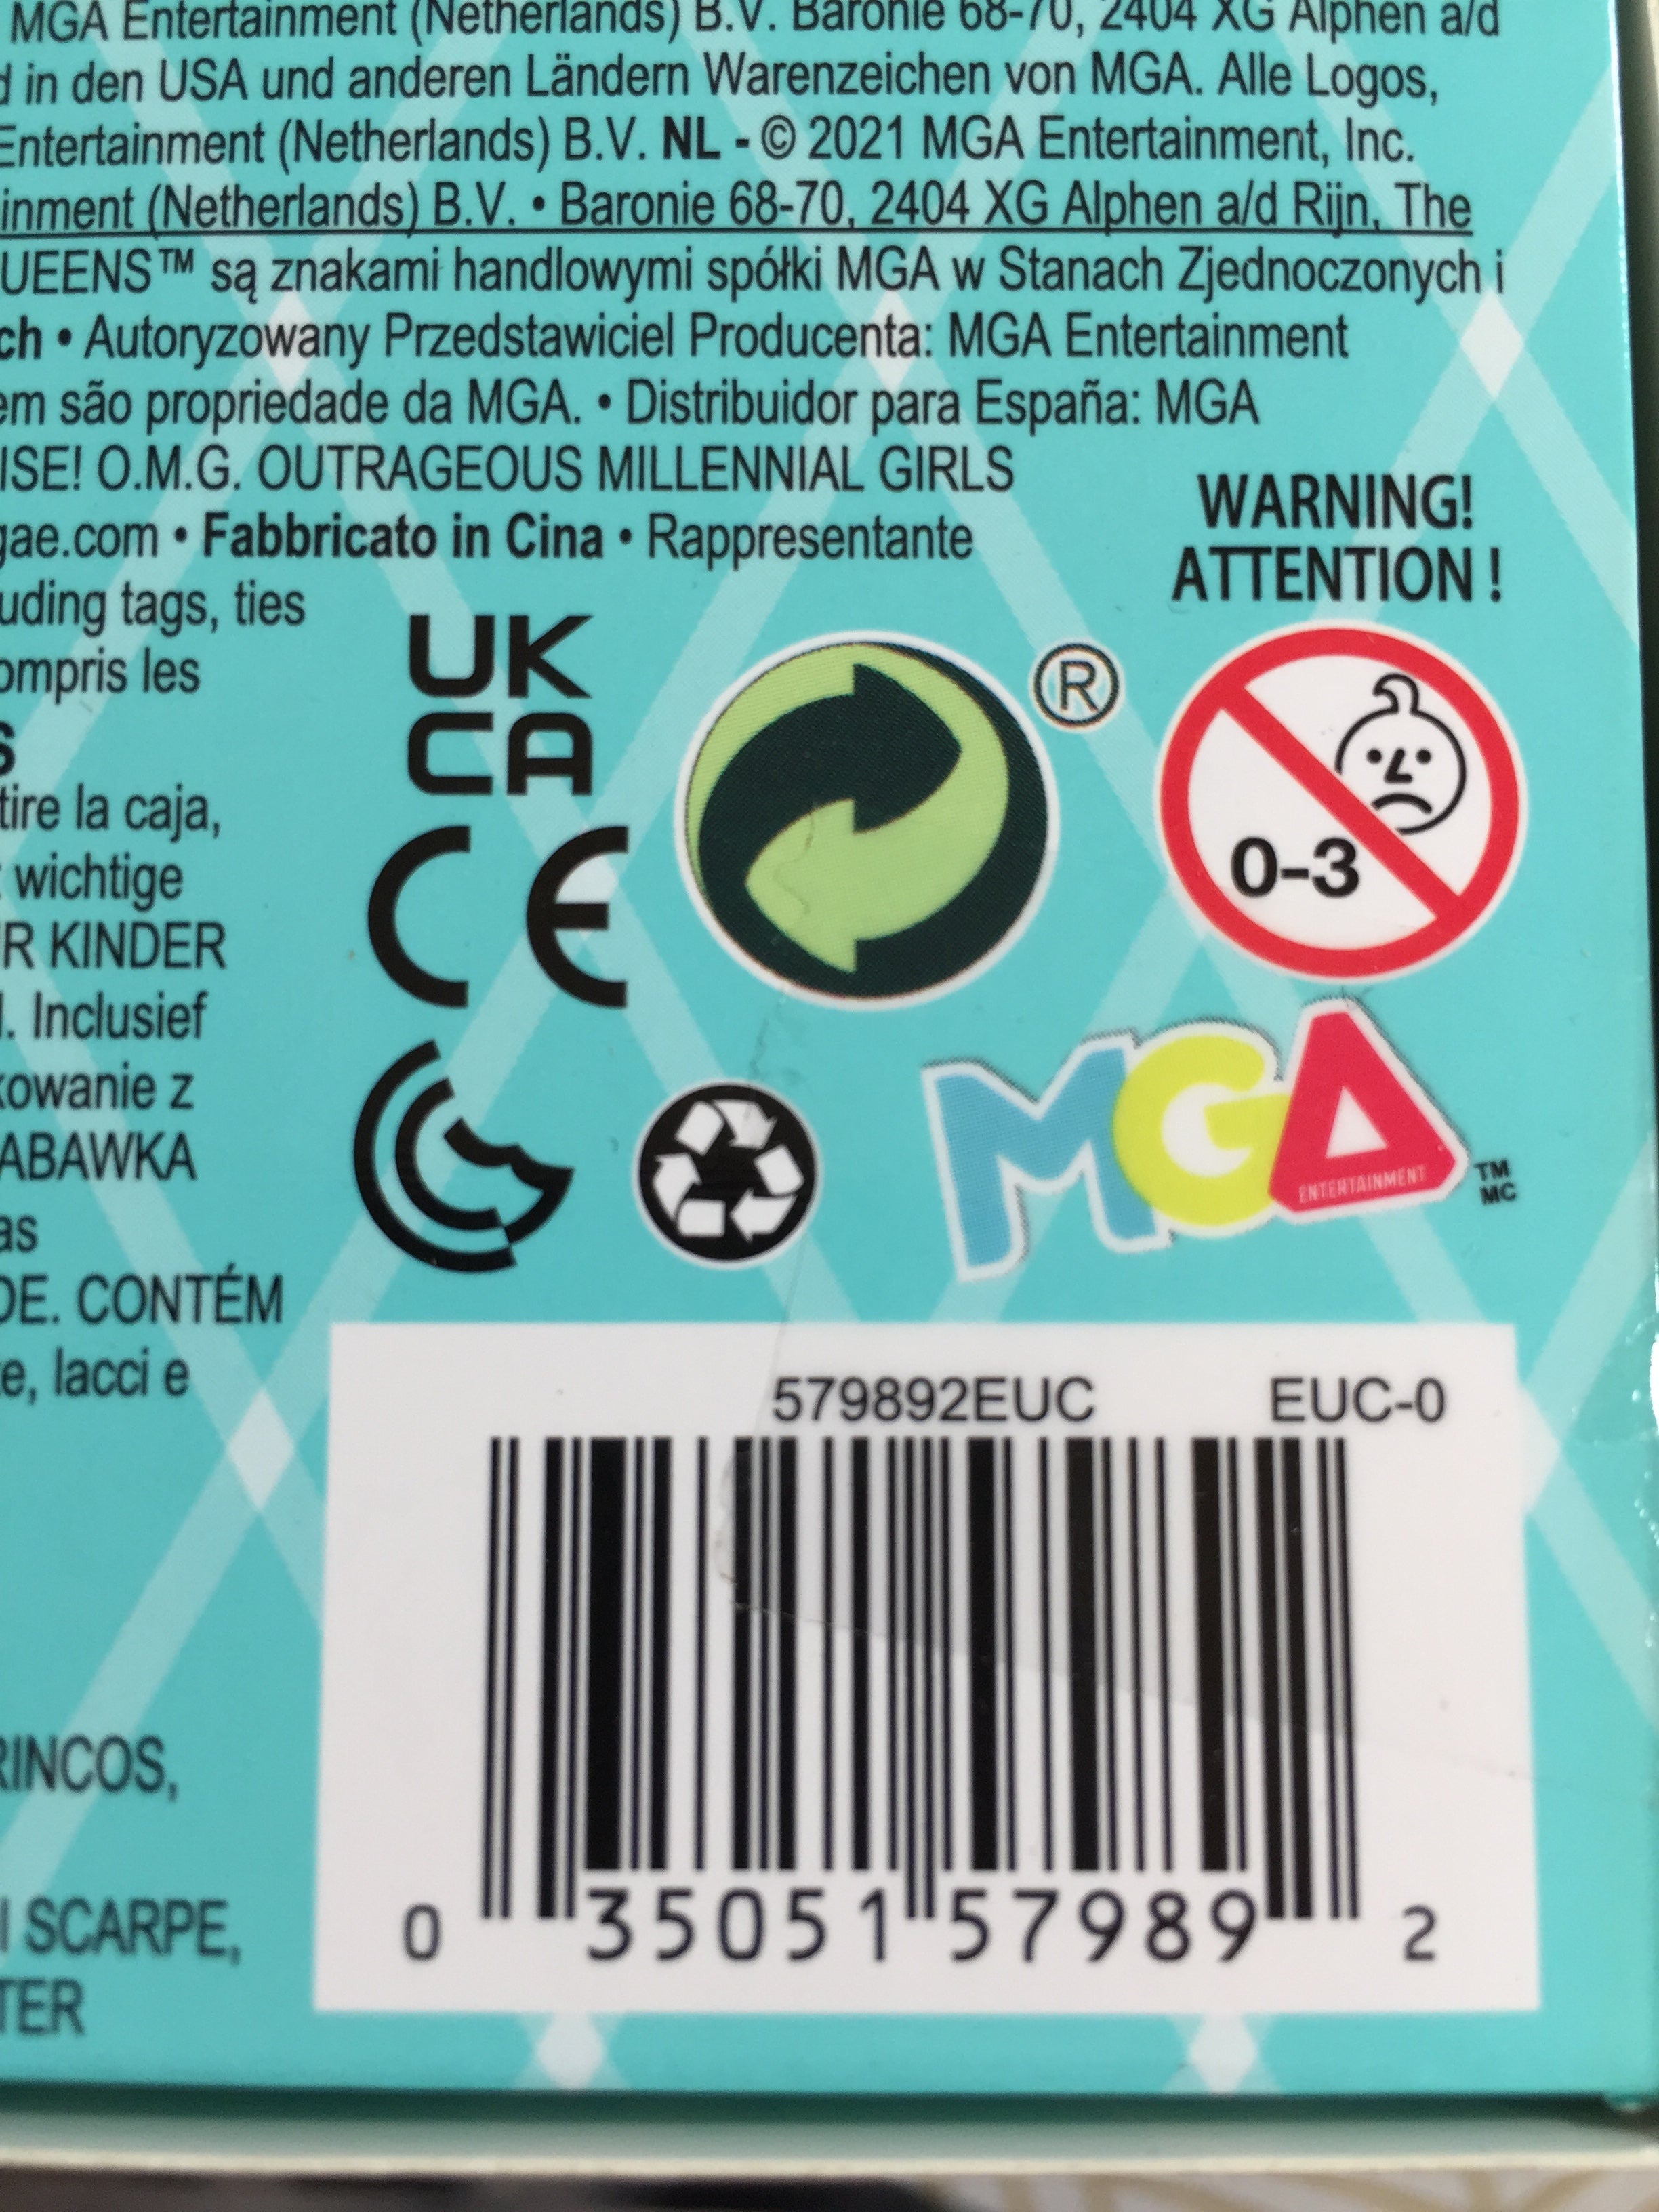 MGA Entertainment (Netherlands) B.V. Baronie 68-70, 2404 XG Alphen a/d
d in den USA und anderen Ländern Warenzeichen von MGA. Alle Logos,
Entertainment (Netherlands) B.V. NL - © 2021 MGA Entertainment, Inc.
inment (Netherlands) B.V. • Baronie 68-70, 2404 XG Alphen a/d Rijn, The
UEENS™ są znakami handlowymi spółki MGA w Stanach Zjednoczonych i
ch • Autoryzowany Przedstawiciel Producenta: MGA Entertainment
em são propriedade da MGA. • Distribuidor para España: MGA
ISE! O.M.G. OUTRAGEOUS MILLENNIAL GIRLS
gae.com • Fabbricato in Cina • Rappresentante
uding tags, ties
ompris les
S
tire la caja,
wichtige
R KINDER
l. Inclusief
kowanie z
ABAWKA
as
DE. CONTÉM
e, lacci e
RINCOS,
I SCARPE,
TER
WARNING!
ATTENTION !
UK
CA
®
0-3
CE
MGA
ENTERTAINMENT
TM
MC
579892EUC EUC-0
0 35051 57989 2